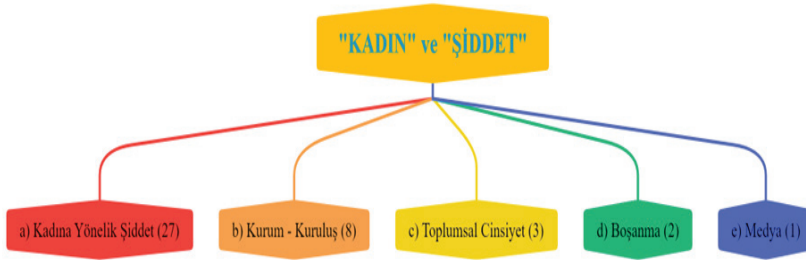 "KADIN" ve "ŞİDDET"
a) Kadına Yönelik Şiddet (27)
b) Kurum - Kuruluş (8)
c) Toplumsal Cinsiyet (3)
d) Boşanma (2)
e) Medya (1)